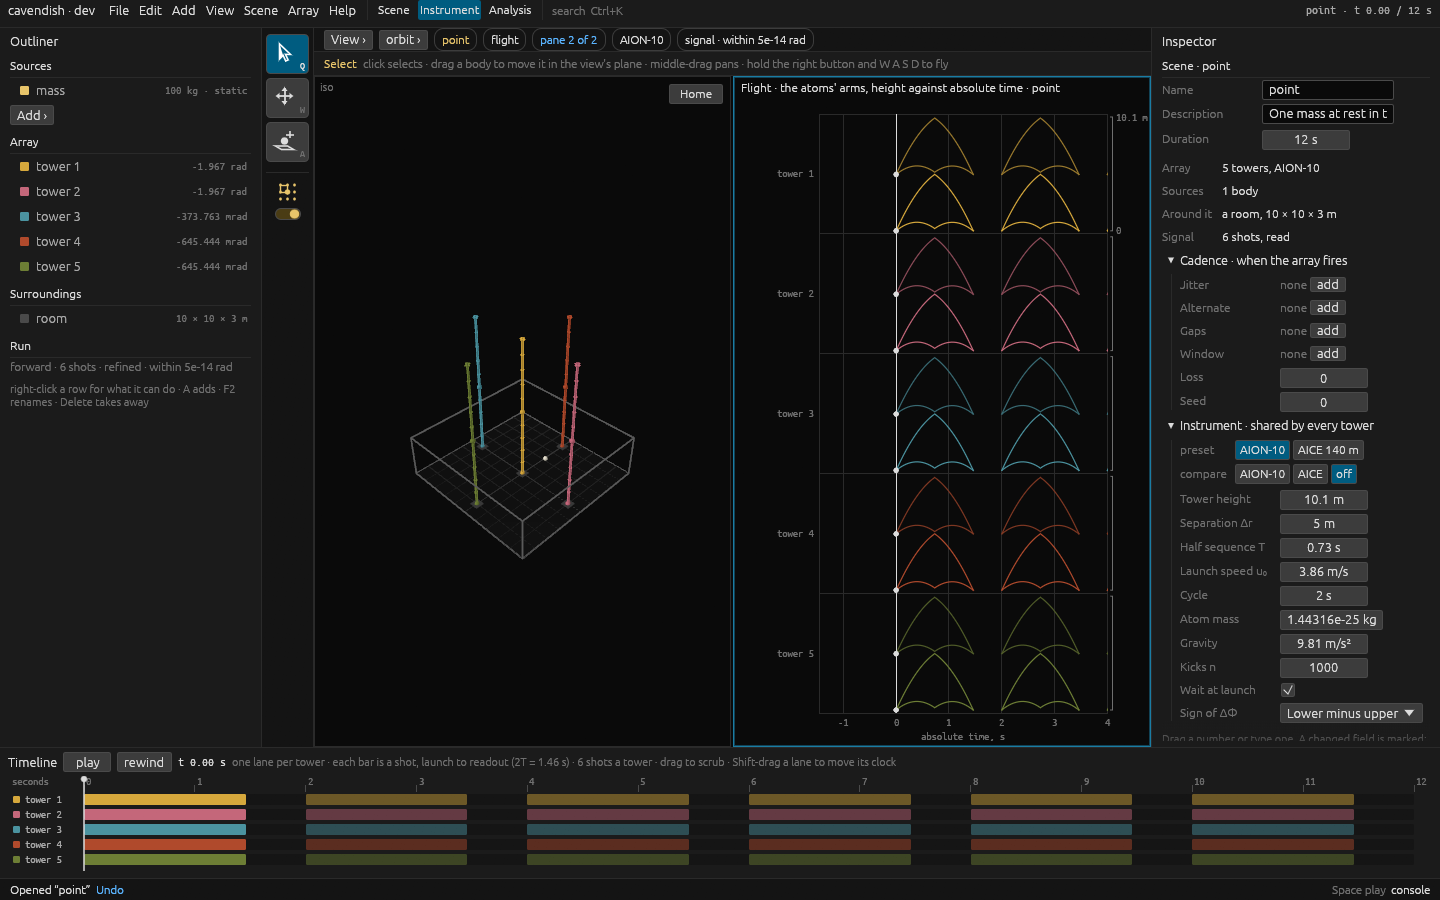 cavendish · dev File Edit Add View Scene Array Help Scene Instrument Analysis search Ctrl+K point · t 0.00 / 12 s
Outliner
Sources
mass 100 kg · static
Add ›
Array
tower 1 -1.967 rad
tower 2 -1.967 rad
tower 3 -373.763 mrad
tower 4 -645.444 mrad
tower 5 -645.444 mrad
Surroundings
room 10 × 10 × 3 m
Run
forward · 6 shots · refined · within 5e-14 rad
right-click a row for what it can do · A adds · F2
renames · Delete takes away
Q
W
A
View › orbit › point flight pane 2 of 2 AION-10 signal · within 5e-14 rad
Select click selects · drag a body to move it in the view's plane · middle-drag pans · hold the right button and W A S D to fly
iso
Home
Flight · the atoms' arms, height against absolute time · point
10.1 m
tower 1
0
tower 2
tower 3
tower 4
tower 5
-1 0 1 2 3 4
absolute time, s
Inspector
Scene · point
Name point
Description One mass at rest in t
Duration 12 s
Array 5 towers, AION-10
Sources 1 body
Around it a room, 10 × 10 × 3 m
Signal 6 shots, read
▼ Cadence · when the array fires
Jitter none add
Alternate none add
Gaps none add
Window none add
Loss 0
Seed 0
▼ Instrument · shared by every tower
preset AION-10 AICE 140 m
compare AION-10 AICE off
Tower height 10.1 m
Separation Δr 5 m
Half sequence T 0.73 s
Launch speed u₀ 3.86 m/s
Cycle 2 s
Atom mass 1.44316e-25 kg
Gravity 9.81 m/s²
Kicks n 1000
Wait at launch ✓
Sign of ΔΦ Lower minus upper ▼
Drag a number or type one. A changed field is marked:
Timeline play rewind t 0.00 s one lane per tower · each bar is a shot, launch to readout (2T = 1.46 s) · 6 shots a tower · drag to scrub · Shift-drag a lane to move its clock
seconds 0 1 2 3 4 5 6 7 8 9 10 11 12
tower 1
tower 2
tower 3
tower 4
tower 5
Opened “point” Undo Space play console